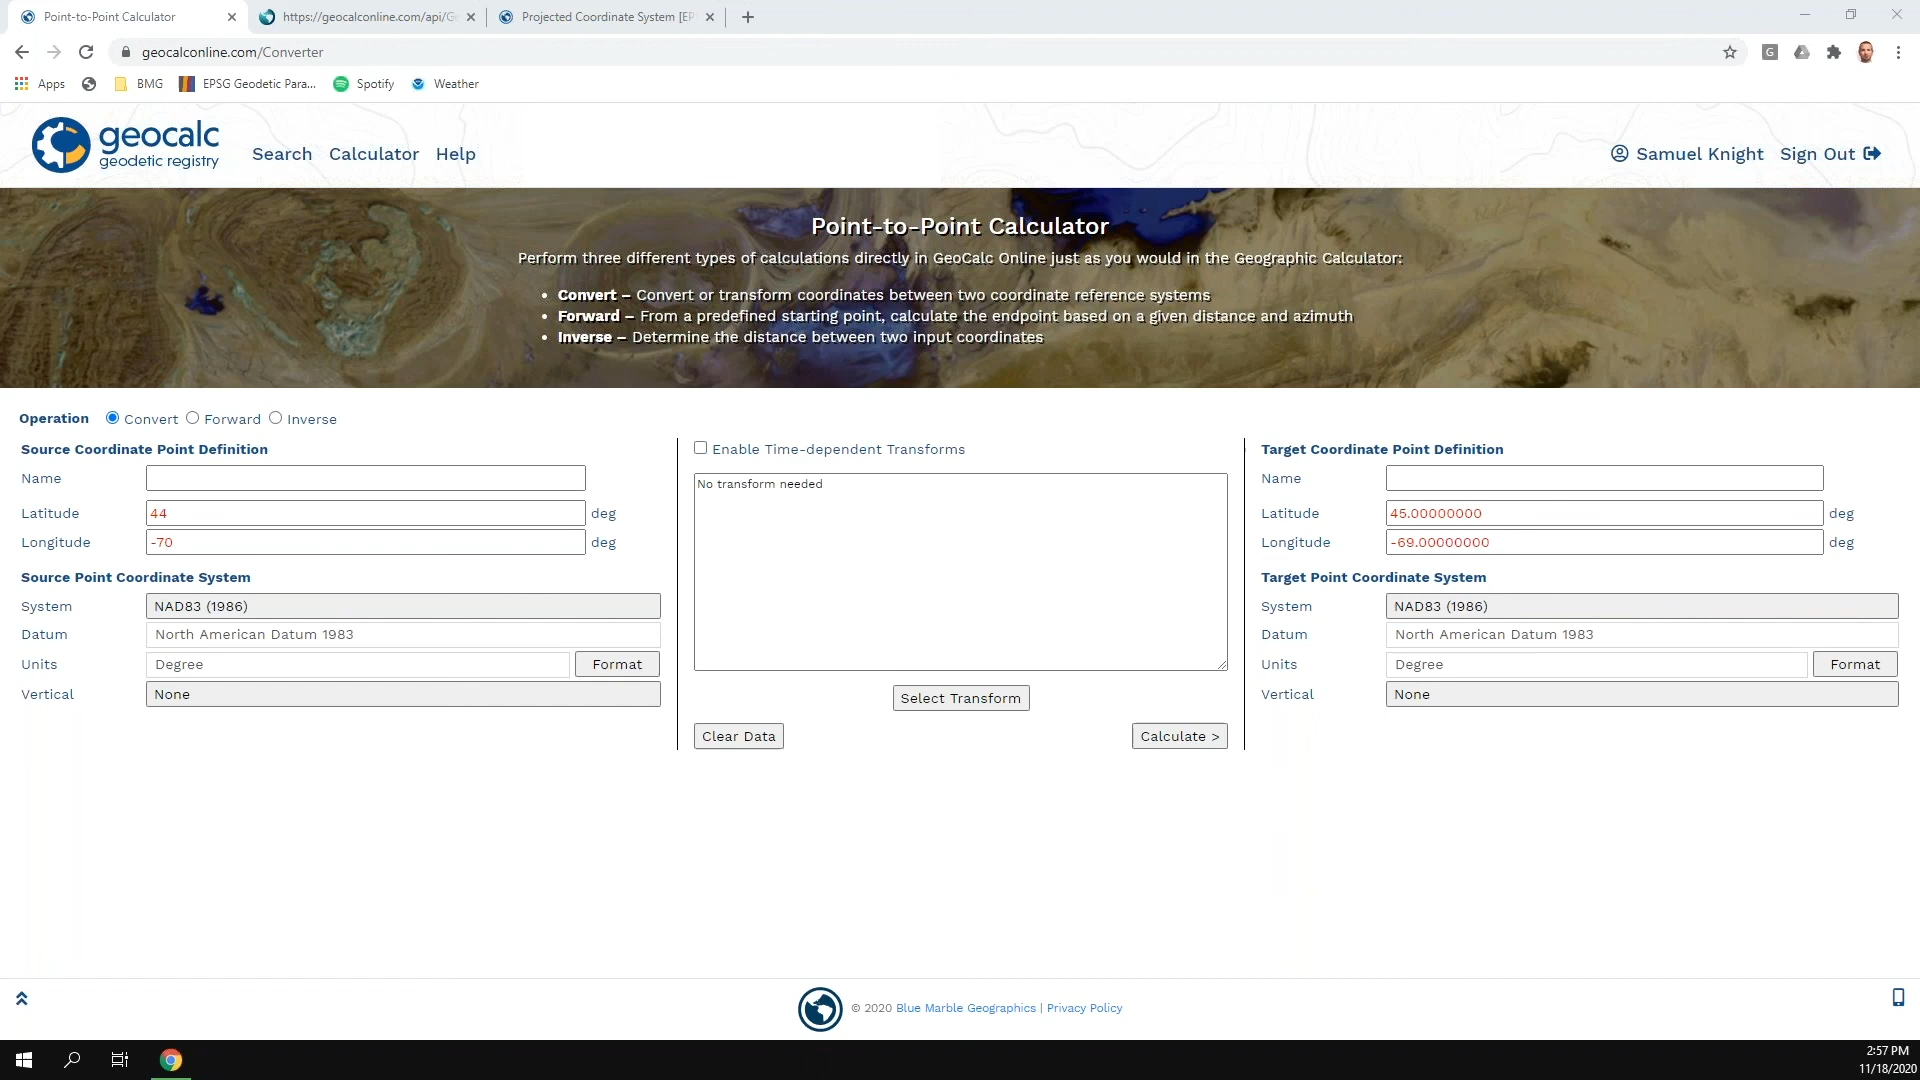 Point-to-Point Calculator
https://geocalconline.com/api/Ge
Projected Coordinate System [EP
geocalconline.com/Converter
G
Apps
BMG
EPSG Geodetic Para...
Spotify
Weather
geocalc
geodetic registry
Search
Calculator
Help
Samuel Knight
Sign Out
Point-to-Point Calculator
Perform three different types of calculations directly in GeoCalc Online just as you would in the Geographic Calculator:
• Convert – Convert or transform coordinates between two coordinate reference systems
• Forward – From a predefined starting point, calculate the endpoint based on a given distance and azimuth
• Inverse – Determine the distance between two input coordinates
Operation Convert Forward Inverse
Source Coordinate Point Definition
Name
Latitude 44 deg
Longitude -70 deg
Source Point Coordinate System
System NAD83 (1986)
Datum North American Datum 1983
Units Degree Format
Vertical None
Enable Time-dependent Transforms
No transform needed
Select Transform
Clear Data
Calculate >
Target Coordinate Point Definition
Name
Latitude 45.00000000 deg
Longitude -69.00000000 deg
Target Point Coordinate System
System NAD83 (1986)
Datum North American Datum 1983
Units Degree Format
Vertical None
© 2020 Blue Marble Geographics | Privacy Policy
2:57 PM
11/18/2020